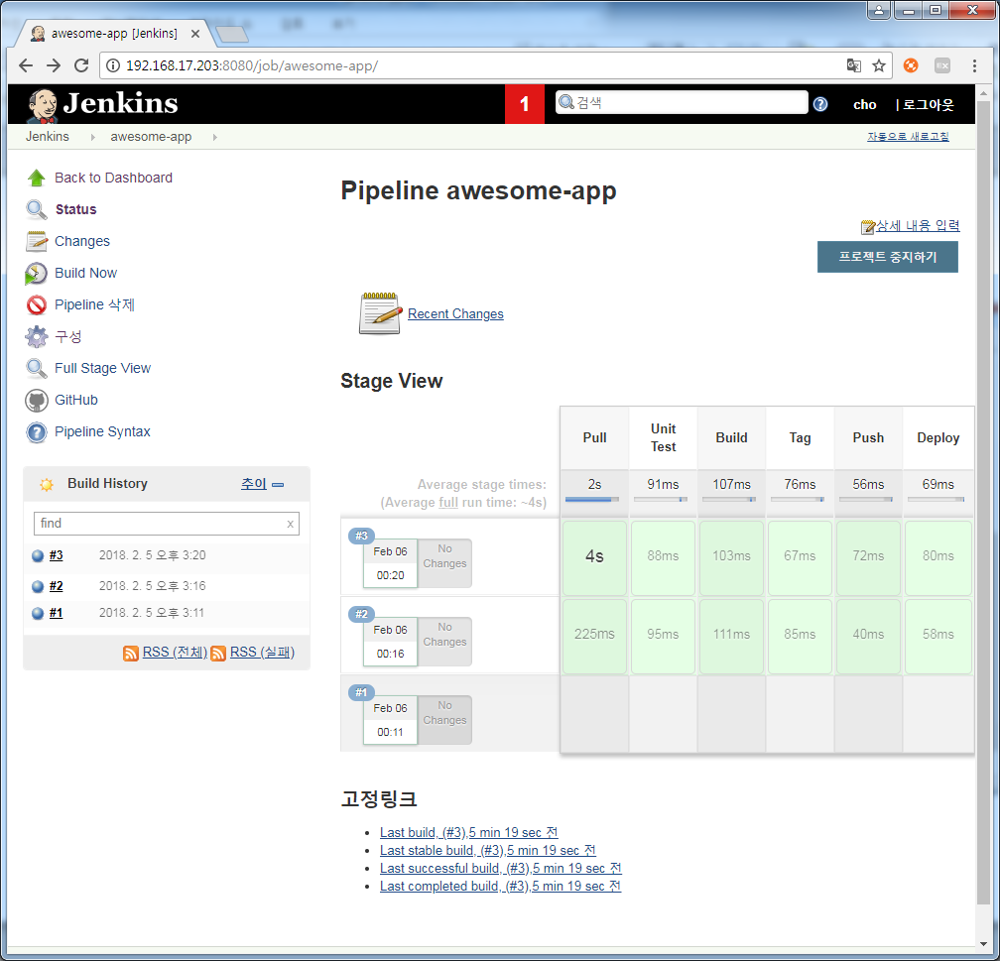 awesome-app [Jenkins]
192.168.17.203:8080/job/awesome-app/
Jenkins
1
검색
cho
| 로그아웃
Jenkins
awesome-app
자동으로 새로고침
Back to Dashboard
Status
Changes
Build Now
Pipeline 삭제
구성
Full Stage View
GitHub
Pipeline Syntax
Build History
추이
find
x
#3 2018. 2. 5 오후 3:20
#2 2018. 2. 5 오후 3:16
#1 2018. 2. 5 오후 3:11
RSS (전체) RSS (실패)
Pipeline awesome-app
상세 내용 입력
프로젝트 중지하기
Recent Changes
Stage View
Pull
Unit
Test
Build
Tag
Push
Deploy
Average stage times:
(Average full run time: ~4s)
2s 91ms 107ms 76ms 56ms 69ms
#3
Feb 06
00:20
No
Changes
4s 88ms 103ms 67ms 72ms 80ms
#2
Feb 06
00:16
No
Changes
225ms 95ms 111ms 85ms 40ms 58ms
#1
Feb 06
00:11
No
Changes
고정링크
Last build, (#3),5 min 19 sec 전
Last stable build, (#3),5 min 19 sec 전
Last successful build, (#3),5 min 19 sec 전
Last completed build, (#3),5 min 19 sec 전